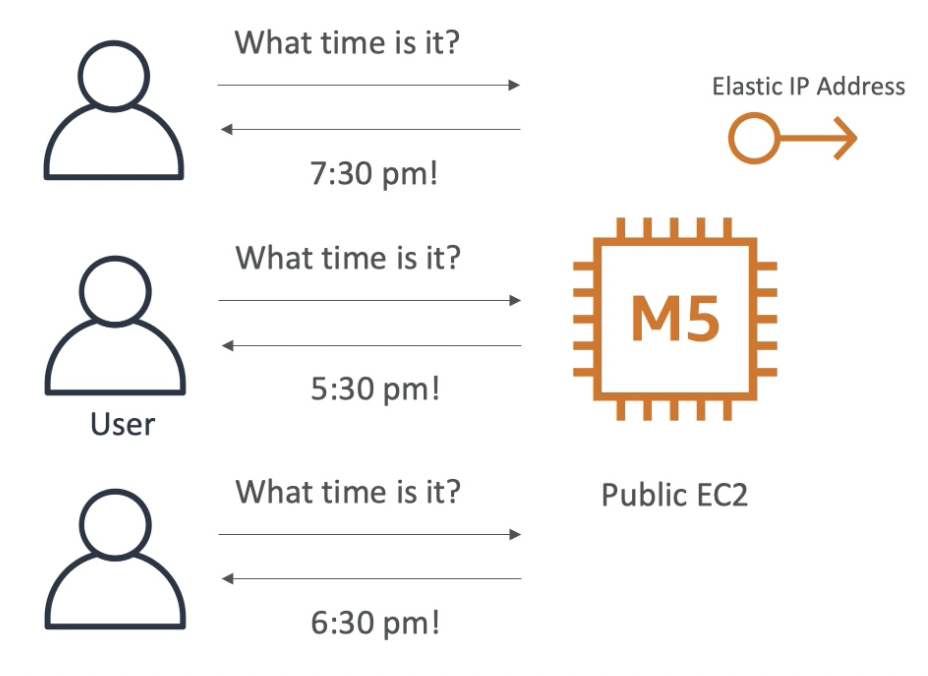 What time is it?
Elastic IP Address
7:30 pm!
What time is it?
M5
5:30 pm!
User
What time is it?
Public EC2
6:30 pm!